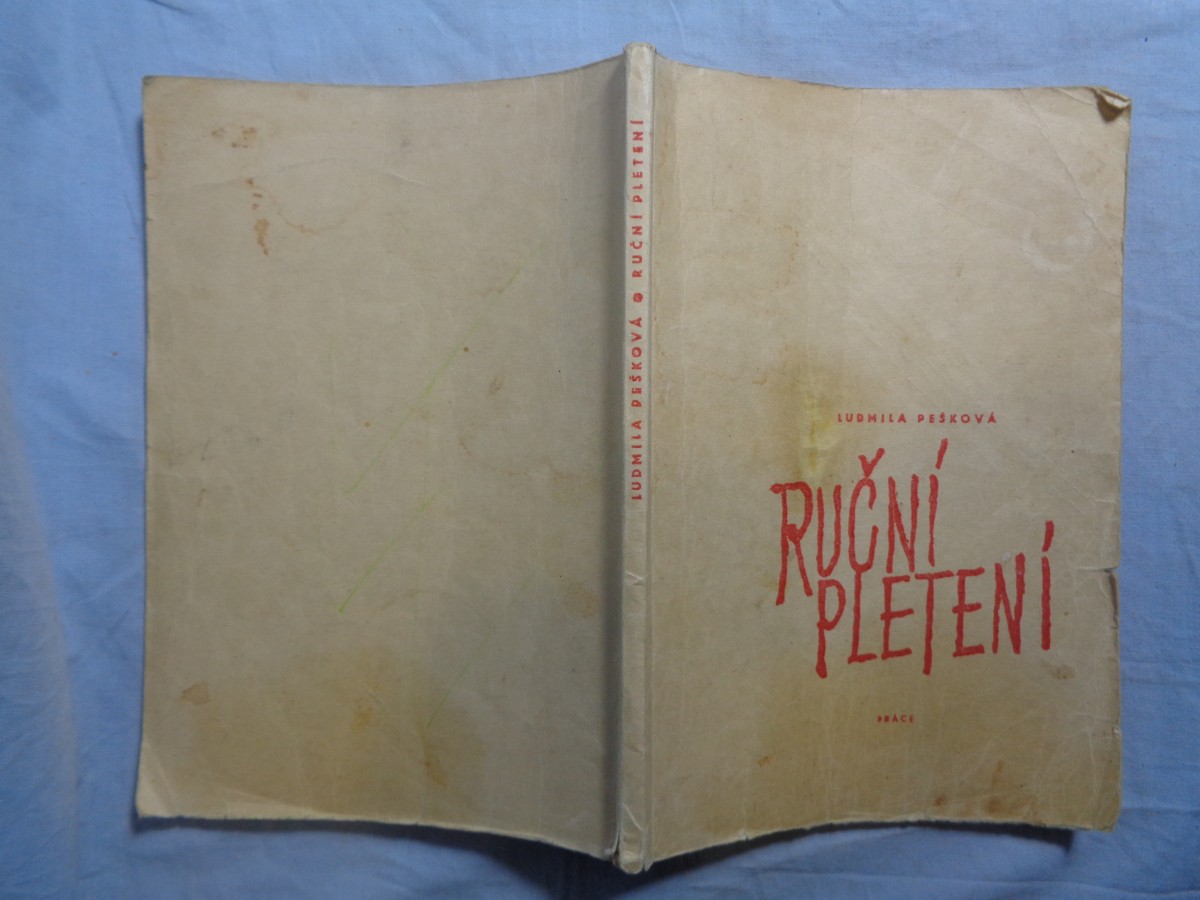 LUDMILA PEŠKOVÁ RUČNÍ PLETENÍ
LUDMILA PEŠKOVÁ
RUČNÍ
PLETENÍ
PRÁCE